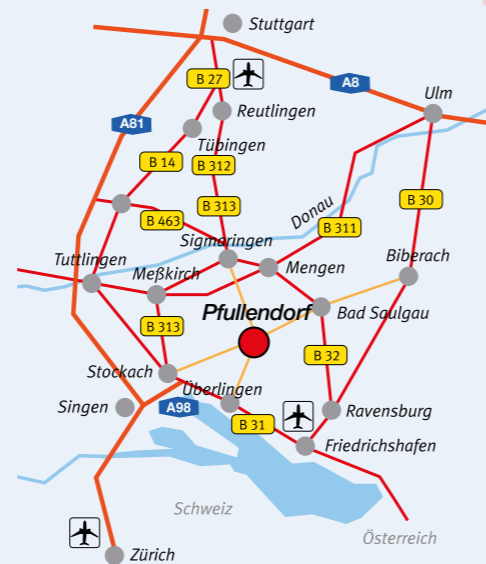 Stuttgart
B 27
A8
Ulm
Reutlingen
A81
Tübingen
B 14
B 312
B 30
B 313
Donau
B 463
B 311
Sigmaringen
Biberach
Tuttlingen
Meßkirch
Mengen
Pfullendorf
Bad Saulgau
B 313
B 32
Stockach
Überlingen
Singen
A98
Ravensburg
B 31
Friedrichshafen
Schweiz
Österreich
Zürich